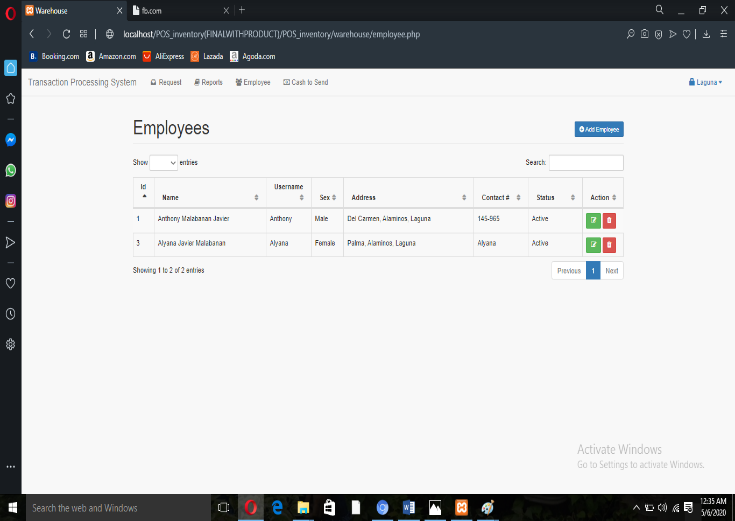 Warehouse
fb.com
localhost/POS_inventory(FINALWITHPRODUCT)/POS_inventory/warehouse/employee.php
B. Booking.com a Amazon.com AliExpress Lazada a Agoda.com
Transaction Processing System Request Reports Employee Cash to Send Laguna
Employees
Add Employee
Show entries Search:
Id Name Username Sex Address Contact # Status Action
1 Anthony Malabanan Javier Anthony Male Del Carmen, Alaminos, Laguna 145-965 Active
3 Alyana Javier Malabanan Alyana Female Palma, Alaminos, Laguna Alyana Active
Showing 1 to 2 of 2 entries
Previous 1 Next
Activate Windows
Go to Settings to activate Windows.
Search the web and Windows
12:35 AM
5/6/2020